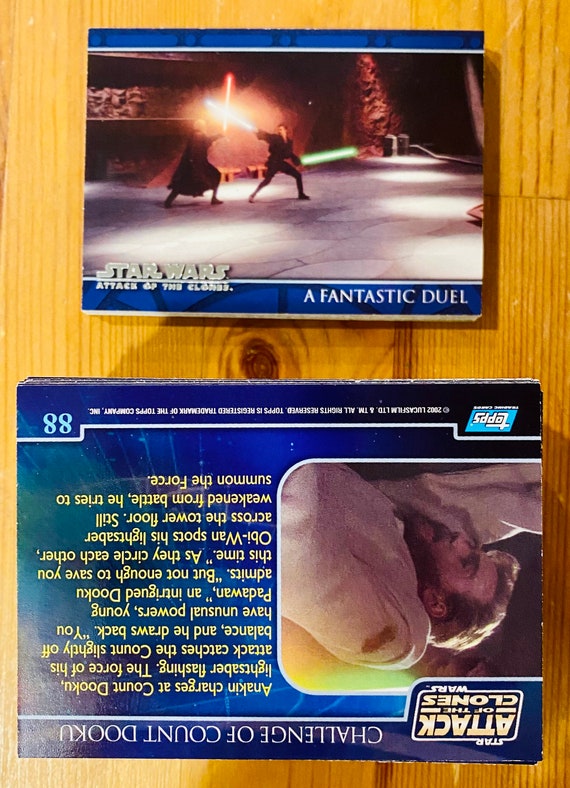 STAR WARS
ATTACK OF THE CLONES.
A FANTASTIC DUEL
STAR
ATTACK
OF THE
CLONES
WARS
CHALLENGE OF COUNT DOOKU
Anakin charges at Count Dooku,
lightsaber flashing. The force of his
attack catches the Count slightly off
balance, and he draws back. "You
have unusual powers, young
Padawan," an intrigued Dooku
admits. "But not enough to save you
this time." As they circle each other,
Obi-Wan spots his lightsaber
across the tower floor. Still
weakened from battle, he tries to
summon the Force.
topps
TRADING CARDS
© 2002 LUCASFILM LTD. & TM. ALL RIGHTS RESERVED. TOPPS IS REGISTERED TRADEMARK OF THE TOPPS COMPANY, INC.
88